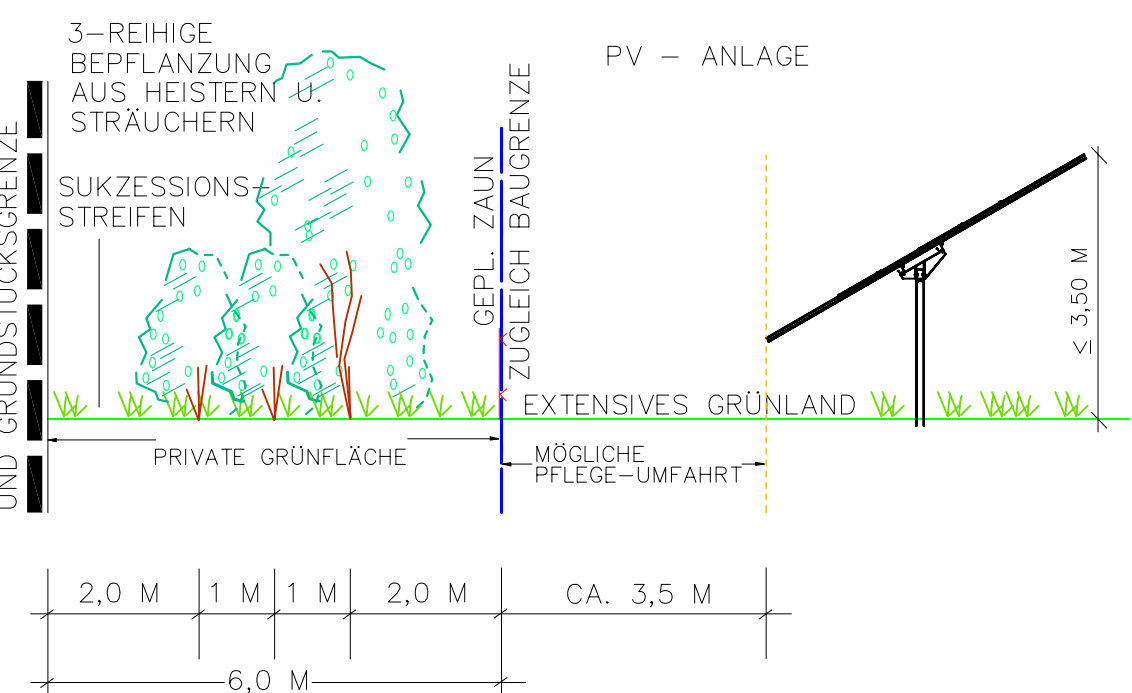 3–REIHIGE
BEPFLANZUNG
AUS HEISTERN U.
STRÄUCHERN
PV – ANLAGE
UND GRUNDSTÜCKSGRENZE
SUKZESSIONS–
STREIFEN
GEPL. ZAUN
ZUGLEICH BAUGRENZE
≤ 3,50 M
EXTENSIVES GRÜNLAND
PRIVATE GRÜNFLÄCHE
MÖGLICHE
PFLEGE–UMFAHRT
2,0 M 1 M 1 M 2,0 M CA. 3,5 M
6,0 M